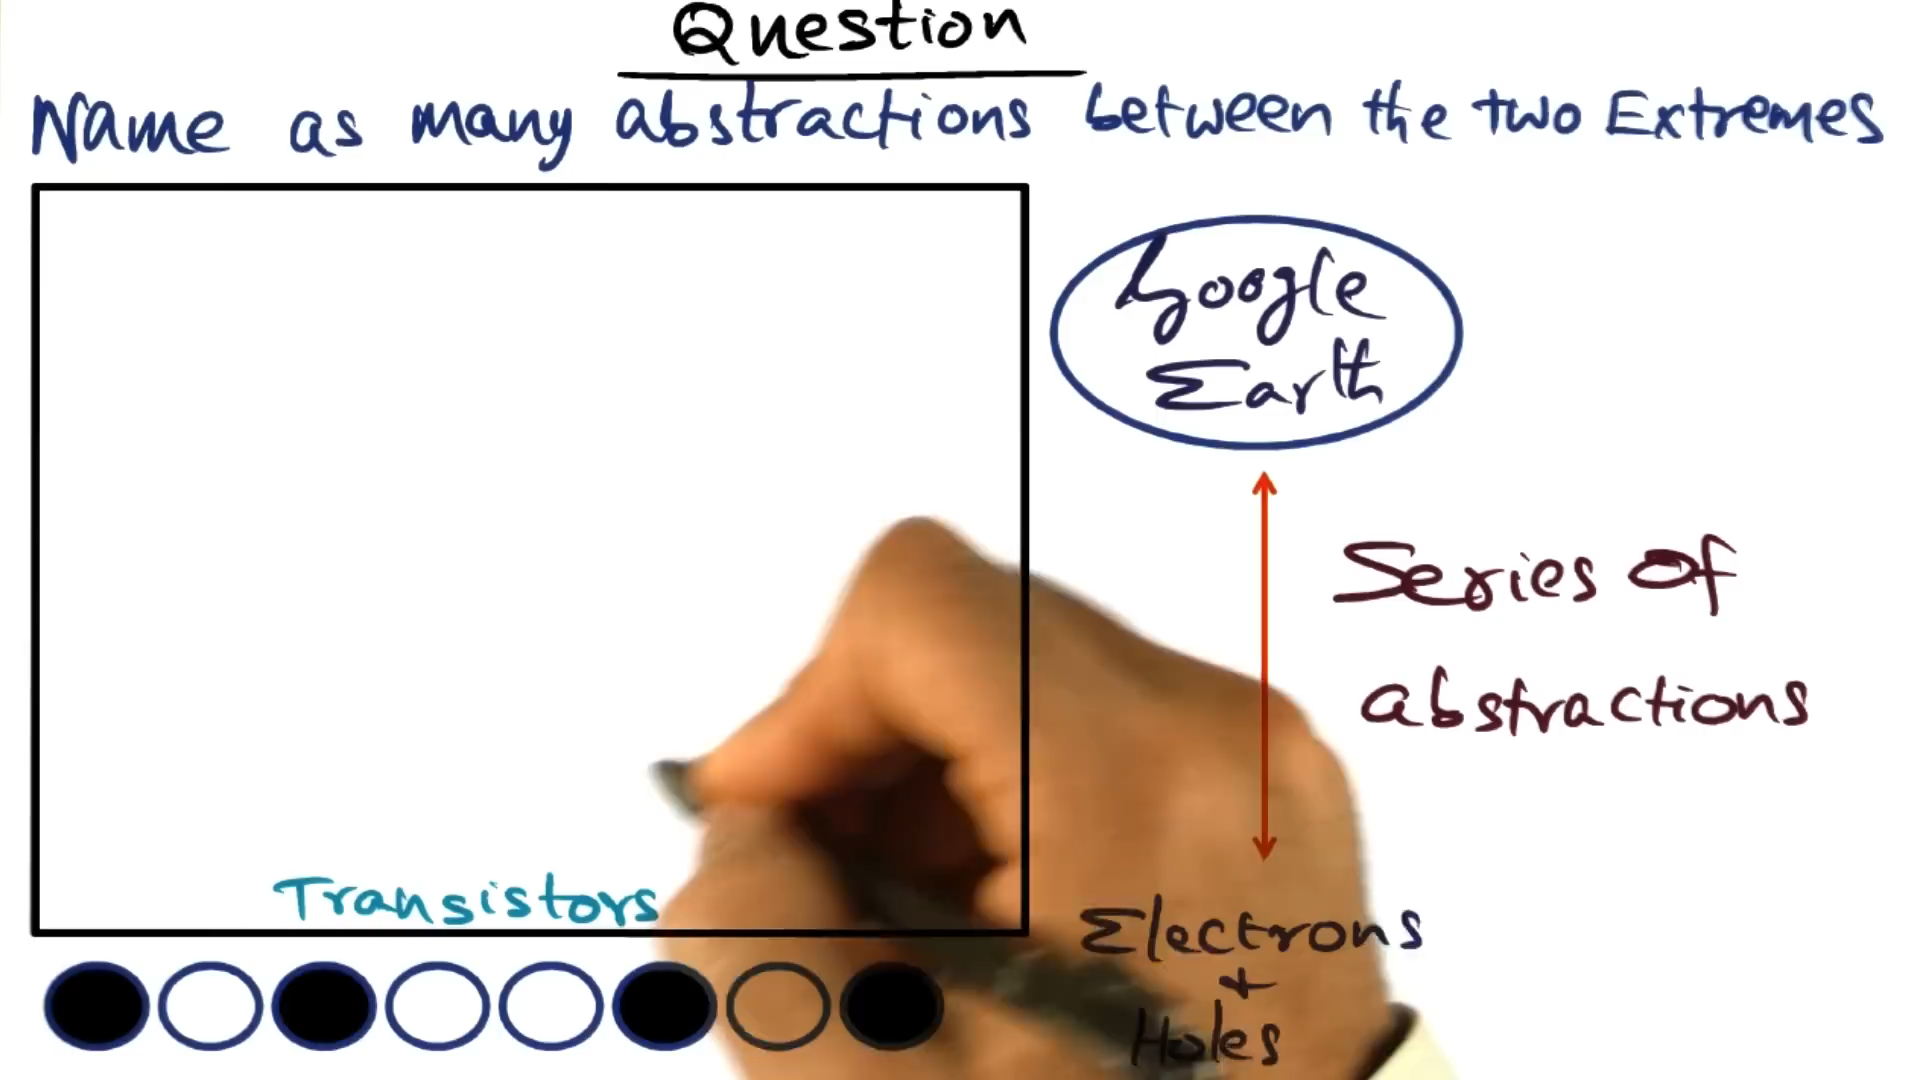 Question
Name as many abstractions between the two Extremes
Google
Earth
Series of
abstractions
Transistors
Electrons
+
Holes